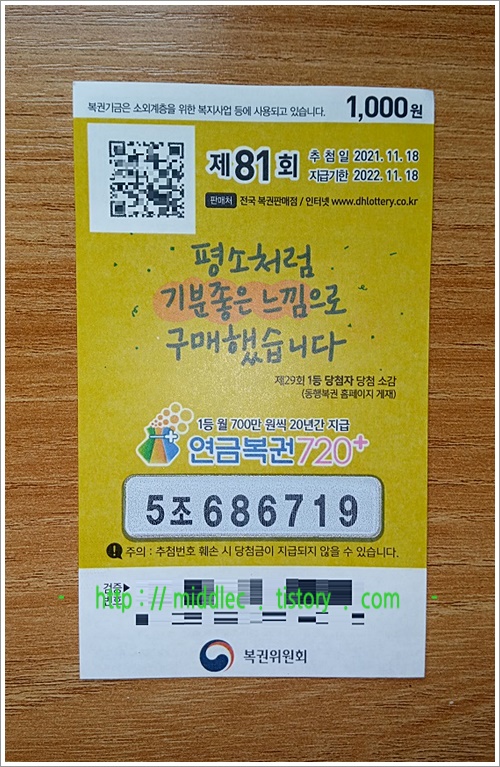 복권기금은 소외계층을 위한 복지사업 등에 사용되고 있습니다. 1,000원
제81회
추 첨 일 2021. 11. 18
지급기한 2022. 11. 18
판매처 전국 복권판매점 / 인터넷 www.dhlottery.co.kr
평소처럼
기분좋은 느낌으로
구매했습니다
제29회 1등 당첨자 당첨 소감
(동행복권 홈페이지 게재)
1등 월 700만 원씩 20년간 지급
연금복권720+
5조686719
! 주의 : 추첨번호 훼손 시 당첨금이 지급되지 않을 수 있습니다.
검증
번호
- http://middlec.tistory.com -
복권위원회